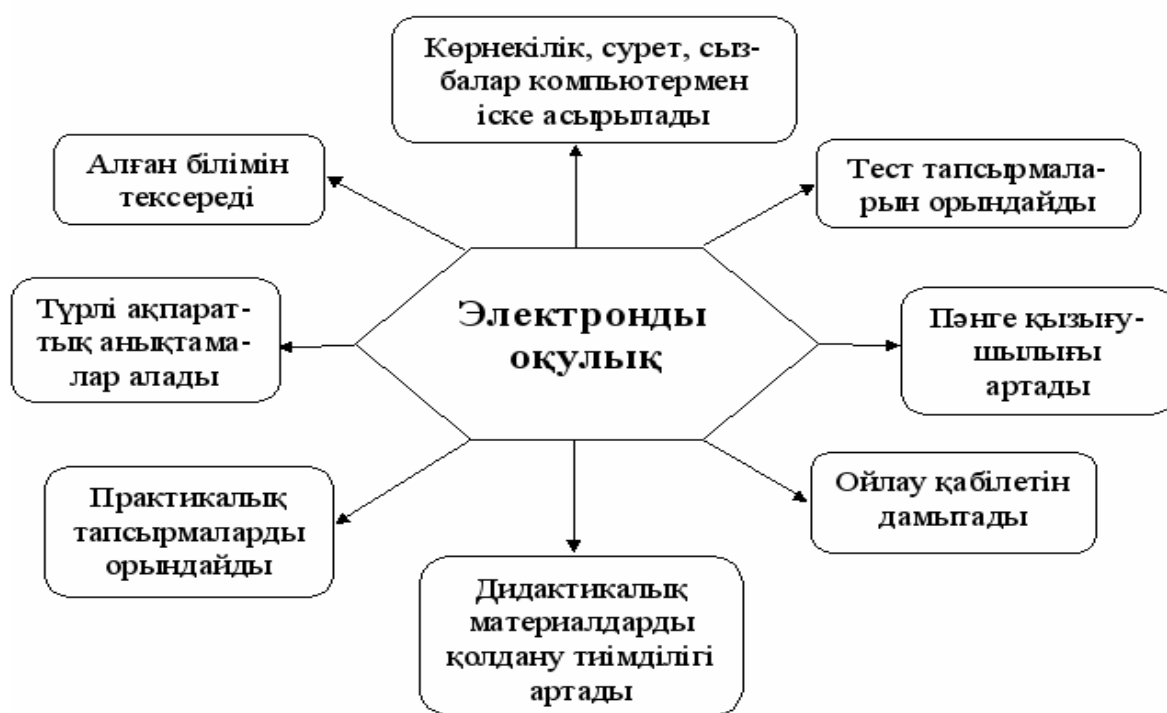 Көрнекілік, сурет, сыз-
балар компьютермен
іске асырылады
Алған білімін
тексереді
Тест тапсырмала-
рын орындайды
Түрлі ақпарат-
тық анықтама-
лар алады
Электронды
оқулық
Пәнге қызығу-
шылығы
артады
Практикалық
тапсырмаларды
орындайды
Ойлау қабілетін
дамытады
Дидактикалық
материалдарды
қолдану тиімділігі
артады